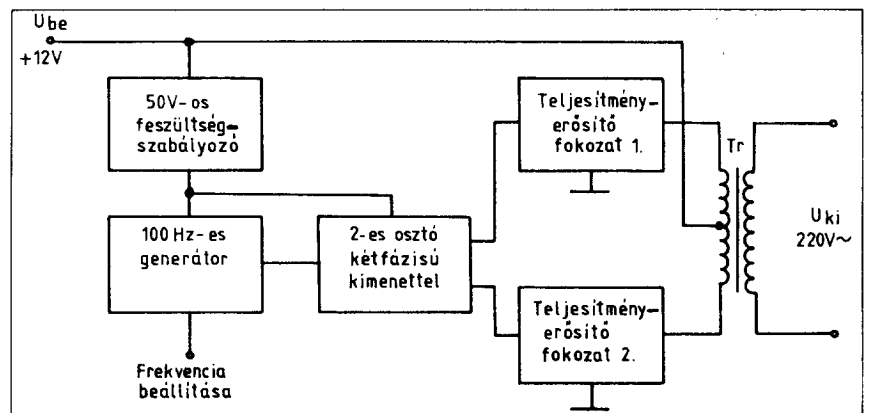 Ube
+12V
50V-os
feszültség-
szabályozó
Teljesítmény-
erősítő
fokozat 1.
Tr
100 Hz-es
generátor
2-es osztó
kétfázisú
kimenettel
Uki
220V~
Teljesítmény-
erősítő
fokozat 2.
Frekvencia
beállítása